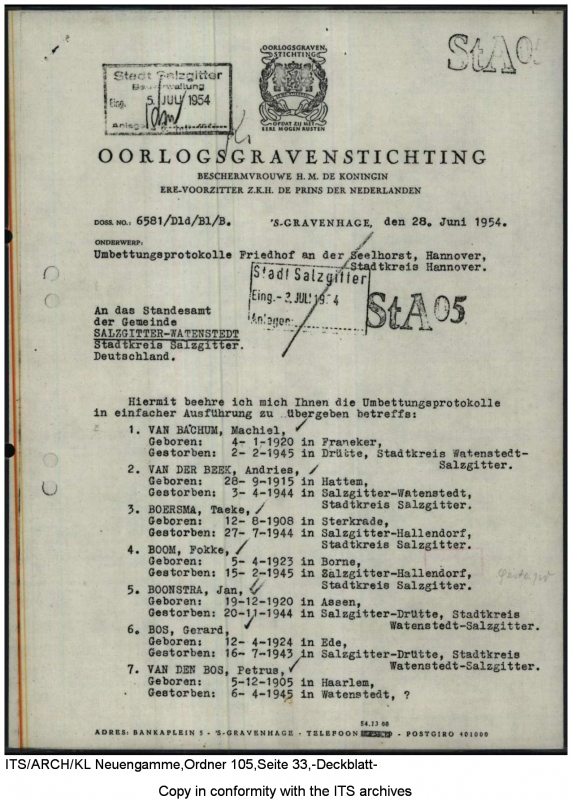 OORLOGSGRAVEN
STICHTING
OPDAT ZIJ MET
EERE MOGEN RUSTEN
StA05
Stadt Salzgitter
Bauverwaltung
Eing. 5. JULI 1954
OORLOGSGRAVENSTICHTING
BESCHERMVROUWE H. M. DE KONINGIN
ERE-VOORZITTER Z.K.H. DE PRINS DER NEDERLANDEN
DOSS. NO.: 6581/Dld/Bl/B. 'S-GRAVENHAGE, den 28. Juni 1954.
ONDERWERP:
Umbettungsprotokolle Friedhof an der Seelhorst, Hannover,
Stadtkreis Hannover.
Stadt Salzgitter
Eing. - 2. JULI 1954
Anlagen:
StA05
An das Standesamt
der Gemeinde
SALZGITTER-WATENSTEDT
Stadtkreis Salzgitter.
Deutschland.
Hiermit beehre ich mich Ihnen die Umbettungsprotokolle
in einfacher Ausführung zu übergeben betreffs:
1. VAN BACHUM, Machiel,
Geboren: 4- 1-1920 in Franeker,
Gestorben: 2- 2-1945 in Drütte, Stadtkreis Watenstedt-
Salzgitter.
2. VAN DER BEEK, Andries,
Geboren: 28- 9-1915 in Hattem,
Gestorben: 3- 4-1944 in Salzgitter-Watenstedt,
Stadtkreis Salzgitter.
3. BOERSMA, Taeke,
Geboren: 12- 8-1908 in Sterkrade,
Gestorben: 27- 7-1944 in Salzgitter-Hallendorf,
Stadtkreis Salzgitter.
4. BOOM, Fokke,
Geboren: 5- 4-1923 in Borne,
Gestorben: 15- 2-1945 in Zalzgitter-Hallendorf,
Stadtkreis Salzgitter.
5. BOONSTRA, Jan,
Geboren: 19-12-1920 in Assen,
Gestorben: 20-11-1944 in Salzgitter-Drütte, Stadtkreis
Watenstedt-Salzgitter.
6. BOS, Gerard,
Geboren: 12- 4-1924 in Ede,
Gestorben: 16- 7-1943 in Salzgitter-Drütte, Stadtkreis
Watenstedt-Salzgitter.
7. VAN DEN BOS, Petrus,
Geboren: 5-12-1905 in Haarlem,
Gestorben: 6- 4-1945 in Watenstedt, ?
54.13 00
ADRES: BANKAPLEIN 5 - 'S-GRAVENHAGE - TELEFOON - POSTGIRO 401000
ITS/ARCH/KL Neuengamme,Ordner 105,Seite 33,-Deckblatt-
Copy in conformity with the ITS archives